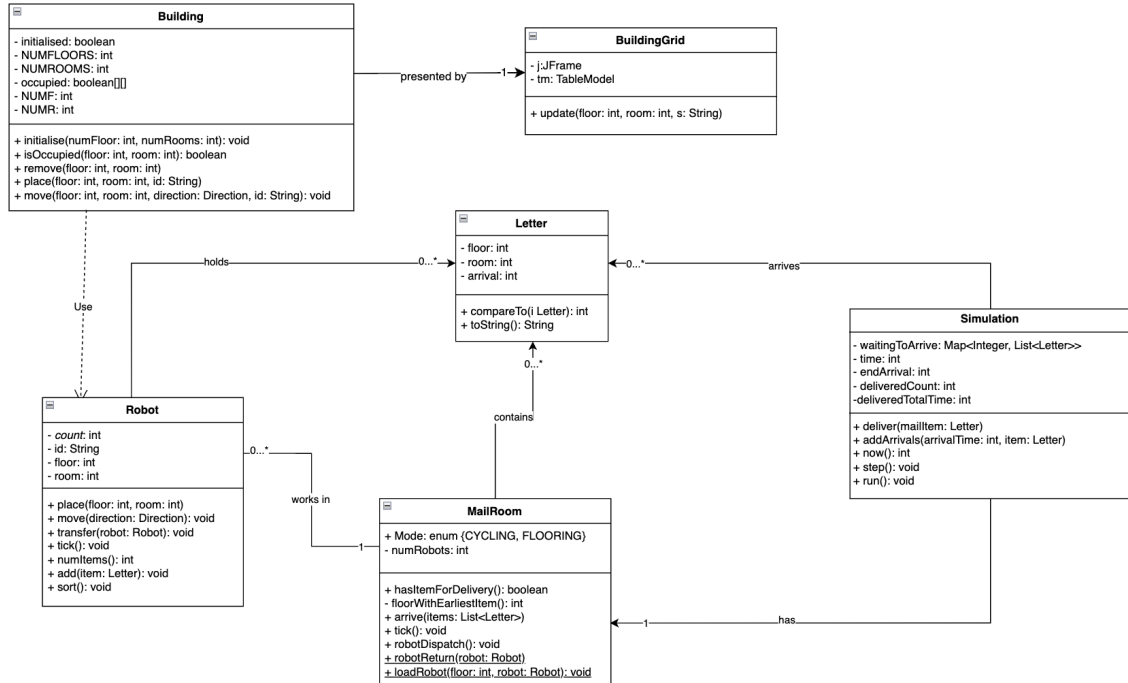 Building
- initialised: boolean
- NUMFLOORS: int
- NUMROOMS: int
- occupied: boolean[][]
- NUMF: int
- NUMR: int
+ initialise(numFloor: int, numRooms: int): void
+ isOccupied(floor: int, room: int): boolean
+ remove(floor: int, room: int)
+ place(floor: int, room: int, id: String)
+ move(floor: int, room: int, direction: Direction, id: String): void
presented by
1
BuildingGrid
- j:JFrame
- tm: TableModel
+ update(floor: int, room: int, s: String)
Use
holds
0...*
Letter
- floor: int
- room: int
- arrival: int
+ compareTo(i Letter): int
+ toString(): String
0...*
arrives
Simulation
- waitingToArrive: Map<Integer, List<Letter>>
- time: int
- endArrival: int
- deliveredCount: int
-deliveredTotalTime: int
+ deliver(mailItem: Letter)
+ addArrivals(arrivalTime: int, item: Letter)
+ now(): int
+ step(): void
+ run(): void
0...*
contains
Robot
- count: int
- id: String
- floor: int
- room: int
+ place(floor: int, room: int)
+ move(direction: Direction): void
+ transfer(robot: Robot): void
+ tick(): void
+ numItems(): int
+ add(item: Letter): void
+ sort(): void
0...*
works in
1
MailRoom
+ Mode: enum {CYCLING, FLOORING}
- numRobots: int
+ hasItemForDelivery(): boolean
- floorWithEarliestItem(): int
+ arrive(items: List<Letter>)
+ tick(): void
+ robotDispatch(): void
+ robotReturn(robot: Robot)
+ loadRobot(floor: int, robot: Robot): void
1
has